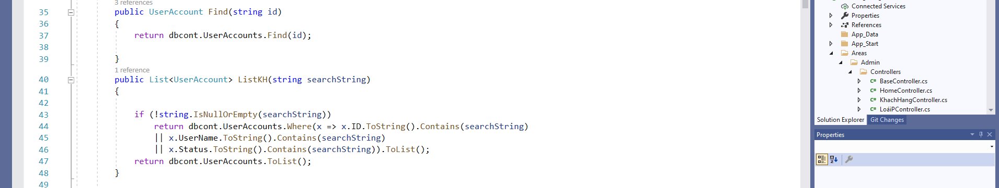 3 references
35 public UserAccount Find(string id)
36 {
37 return dbcont.UserAccounts.Find(id);
38
39 }
1 reference
40 public List<UserAccount> ListKH(string searchString)
41 {
42
43 if (!string.IsNullOrEmpty(searchString))
44 return dbcont.UserAccounts.Where(x => x.ID.ToString().Contains(searchString)
45 || x.UserName.ToString().Contains(searchString)
46 || x.Status.ToString().Contains(searchString)).ToList();
47 return dbcont.UserAccounts.ToList();
48 }
49
Connected Services
Properties
References
App_Data
App_Start
Areas
Admin
Controllers
C# BaseController.cs
C# HomeController.cs
C# KhachHangController.cs
C# LoáiPController.cs
Solution Explorer Git Changes
Properties